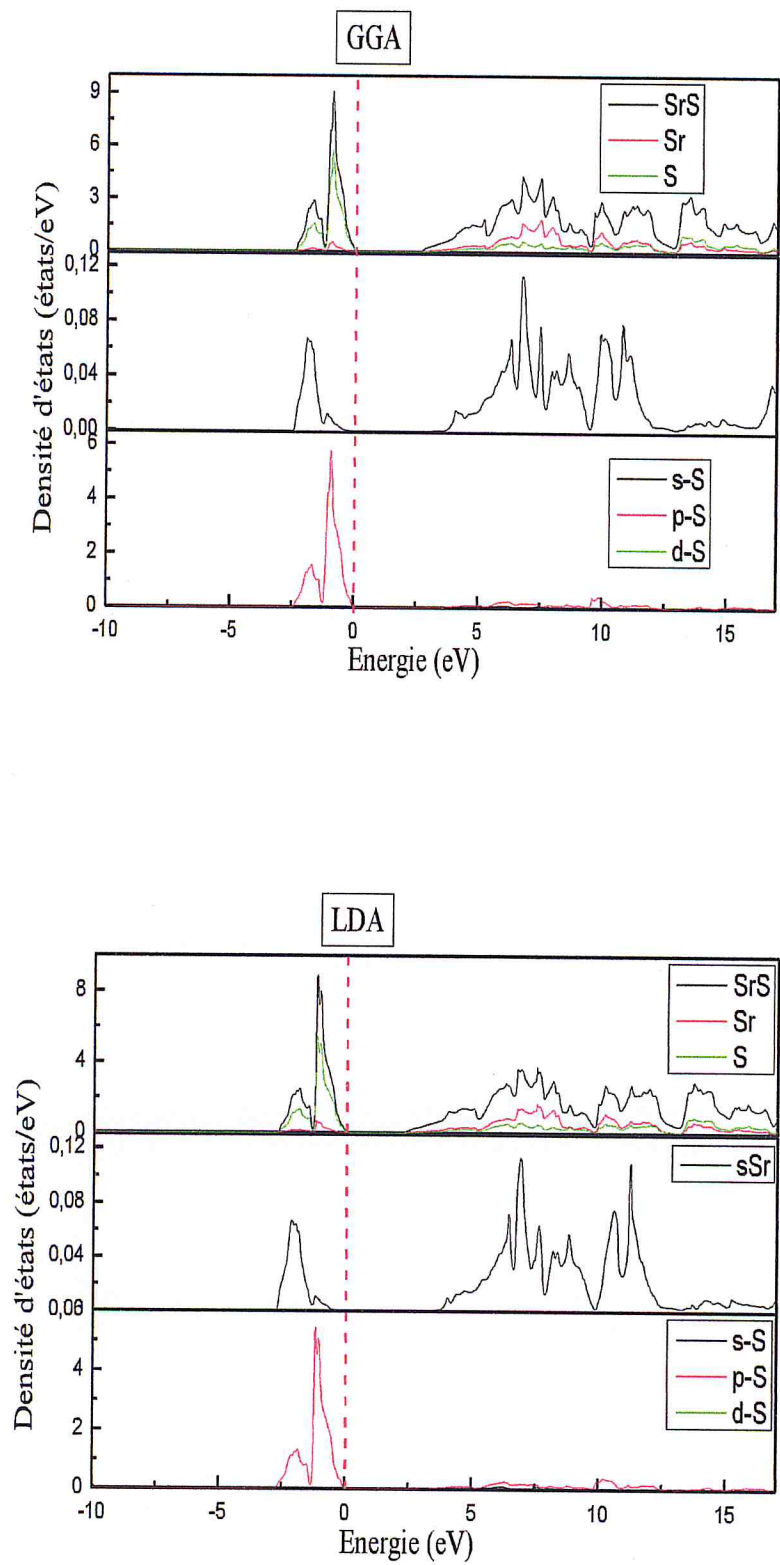 GGA
9
6
3
0
SrS
Sr
S
0,12
0,08
0,04
0,00
6
4
2
0
s-S
p-S
d-S
-10
-5
0
5
10
15
Energie (eV)
Densité d'états (états/eV)
LDA
8
4
0
SrS
Sr
S
0,12
0,08
0,04
0,00
sSr
4
2
0
s-S
p-S
d-S
-10
-5
0
5
10
15
Energie (eV)
Densité d'états (états/eV)